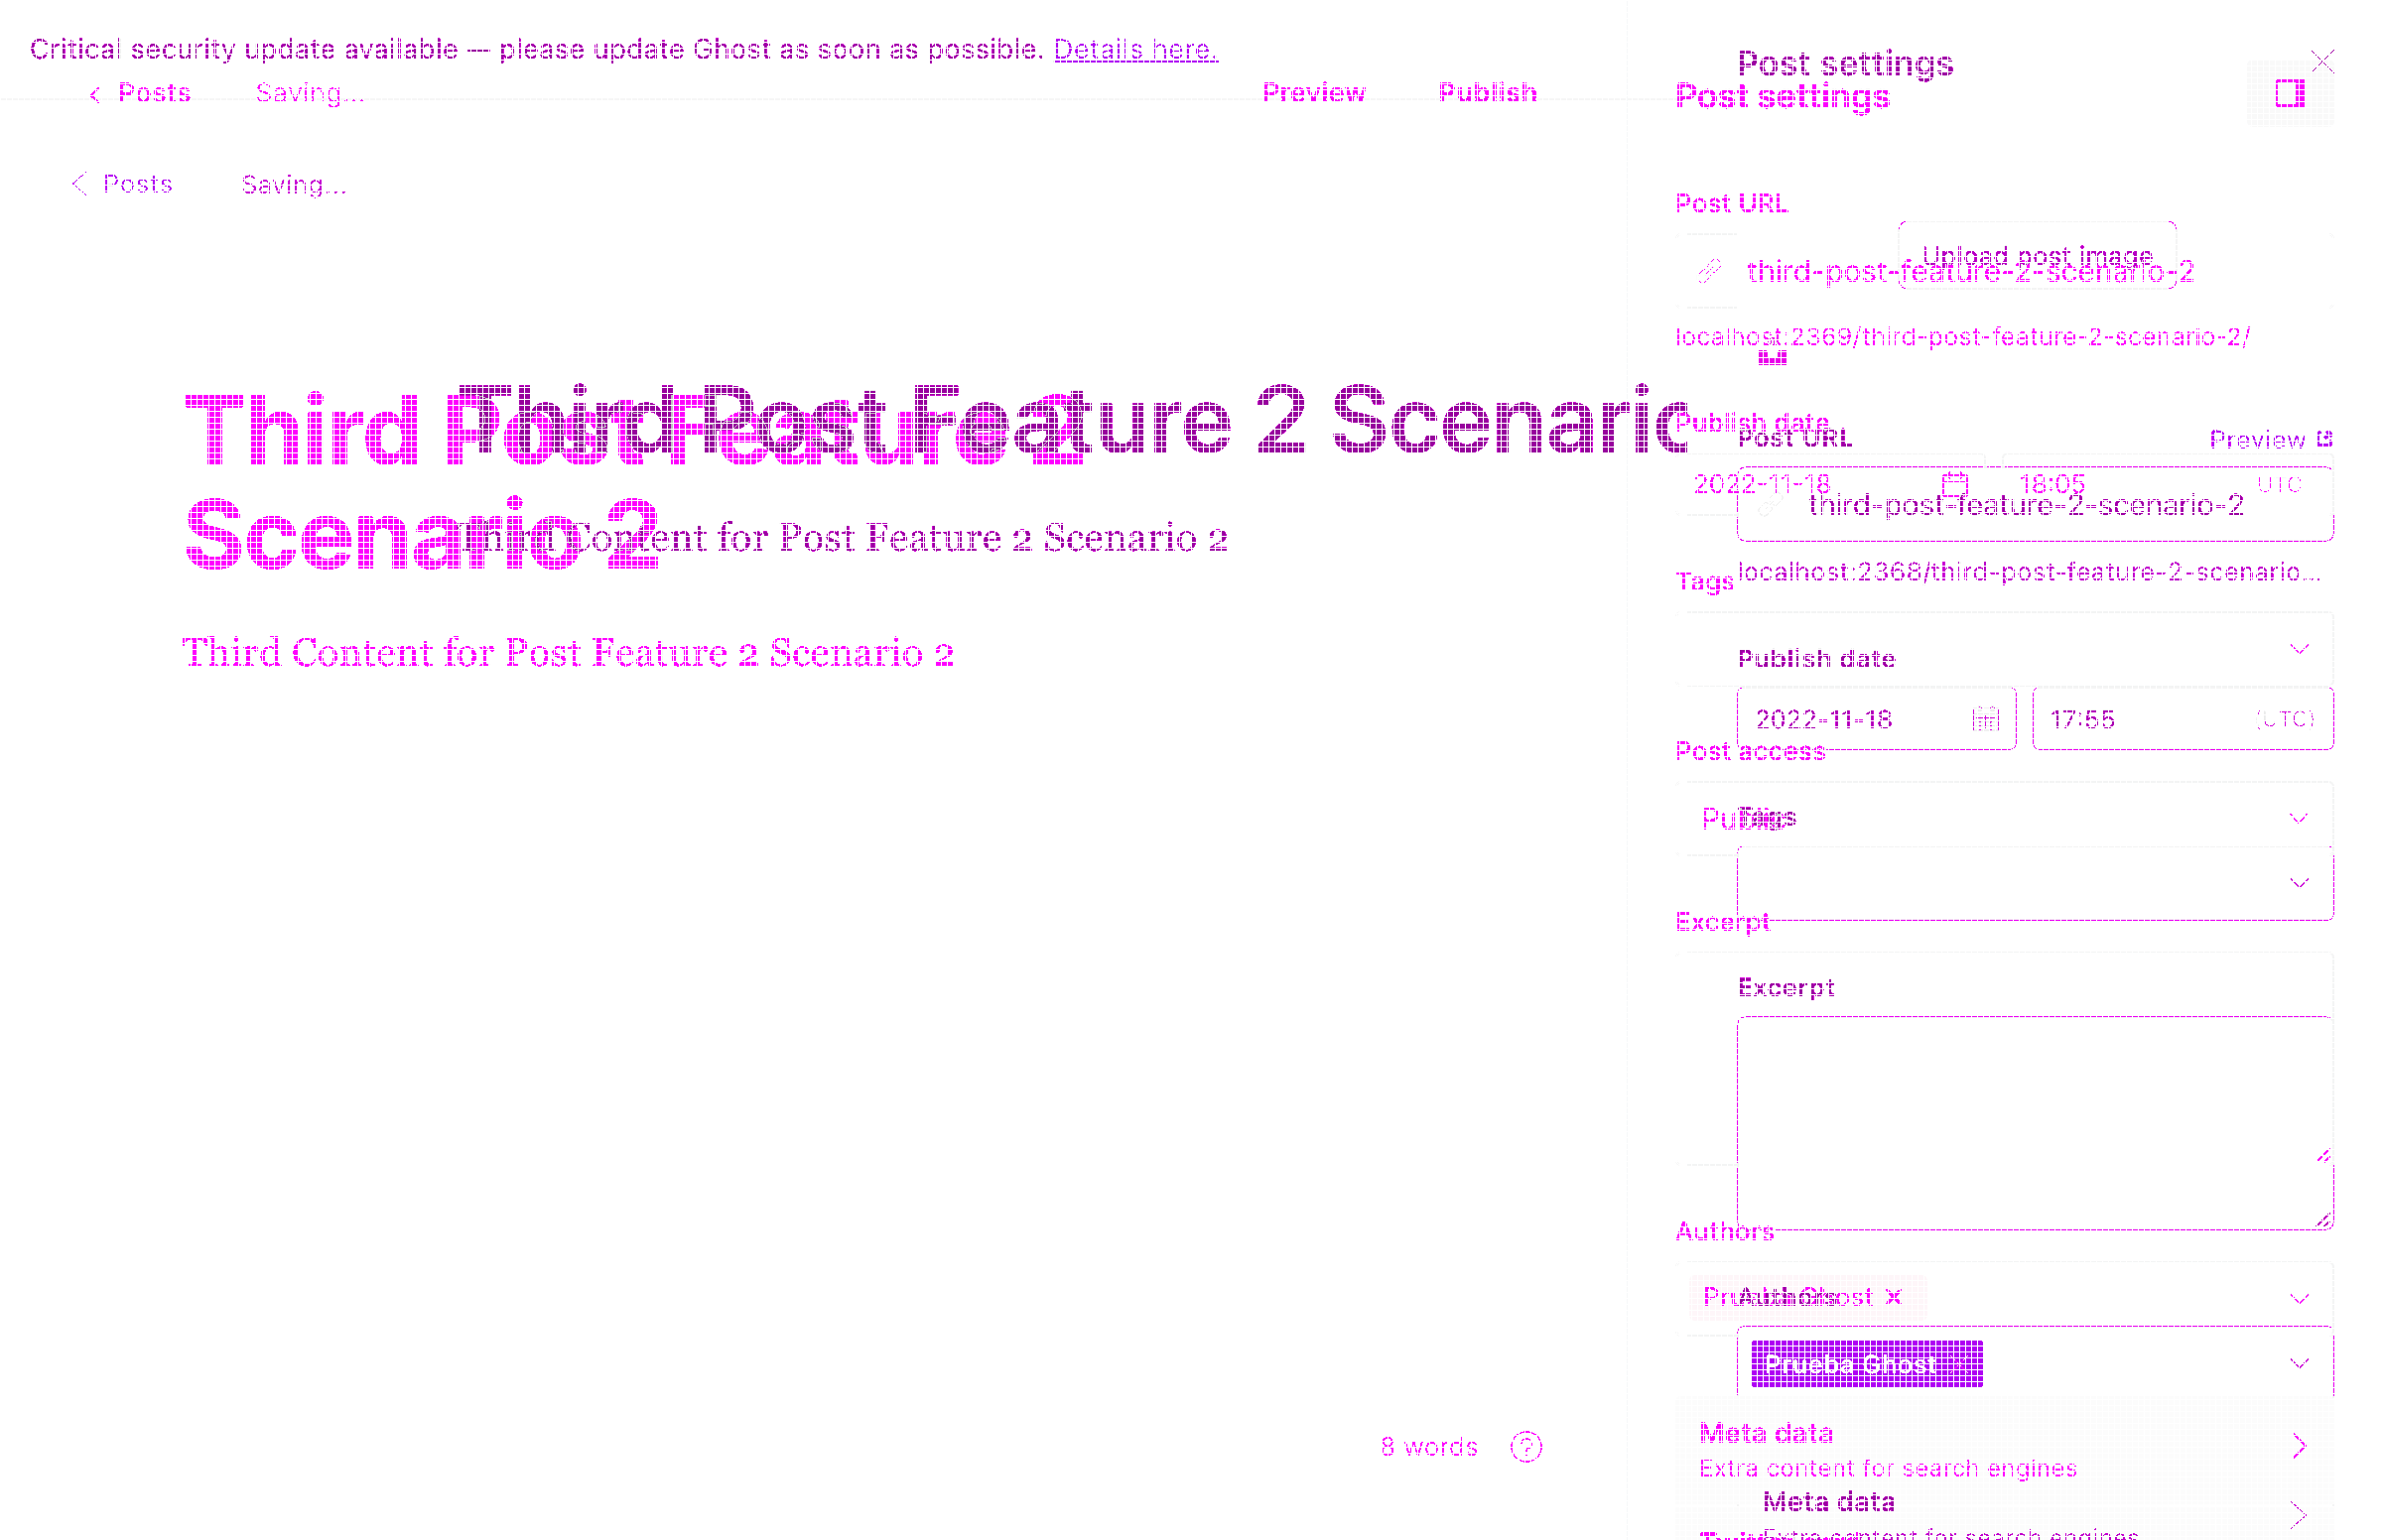 Critical security update available — please update Ghost as soon as possible. Details here.
Post settings
Posts
Saving...
Preview
Publish
Post settings
Posts
Saving...
Post URL
Upload post image
third-post-feature-2-scenario-2
localhost:2369/third-post-feature-2-scenario-2/
Third Post Feature 2 Scenario
Third Post Feature 2
Scenario 2
Publish date
Post URL
Preview
2022-11-18
18:05
UTC
third-post-feature-2-scenario-2
Third Content for Post Feature 2 Scenario 2
localhost:2368/third-post-feature-2-scenario...
Tags
Third Content for Post Feature 2 Scenario 2
Publish date
2022-11-18
17:55
(UTC)
Post access
Public
Tags
Excerpt
Excerpt
Authors
Prueba Ghost
Authors
Prueba Ghost
Meta data
Extra content for search engines
8 words
Meta data
Extra content for search engines